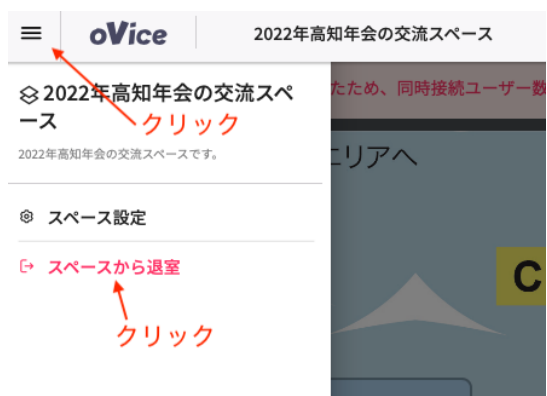 oVice
2022年高知年会の交流スペース
2022年高知年会の交流スペ
ース
クリック
2022年高知年会の交流スペースです。
スペース設定
スペースから退室
クリック
たため、同時接続ユーザー数
エリアへ
C